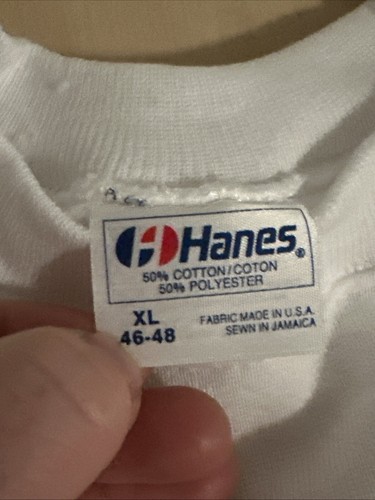 Hanes®
50% COTTON/COTON
50% POLYESTER
XL
46-48
FABRIC MADE IN U.S.A.
SEWN IN JAMAICA